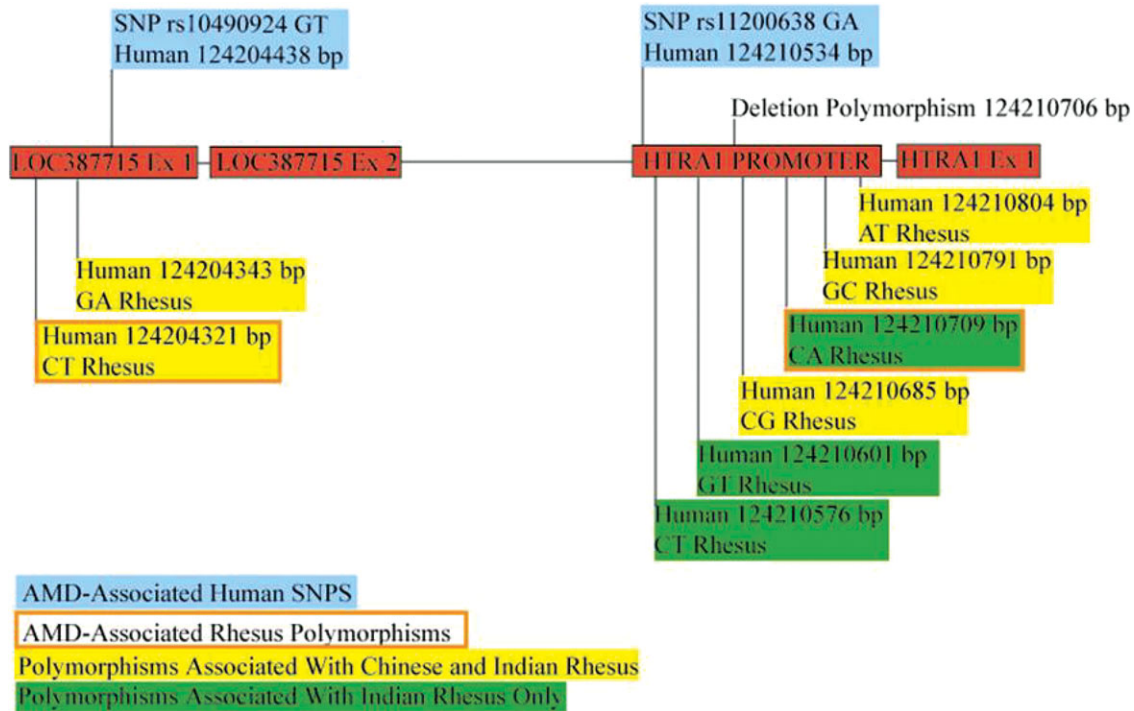 SNP rs10490924 GT
Human 124204438 bp
SNP rs11200638 GA
Human 124210534 bp
Deletion Polymorphism 124210706 bp
LOC387715 Ex 1
LOC387715 Ex 2
HTRA1 PROMOTER
HTRA1 Ex 1
Human 124210804 bp
AT Rhesus
Human 124204343 bp
GA Rhesus
Human 124210791 bp
GC Rhesus
Human 124204321 bp
CT Rhesus
Human 124210709 bp
CA Rhesus
Human 124210685 bp
CG Rhesus
Human 124210601 bp
GT Rhesus
Human 124210576 bp
CT Rhesus
AMD-Associated Human SNPS
AMD-Associated Rhesus Polymorphisms
Polymorphisms Associated With Chinese and Indian Rhesus
Polymorphisms Associated With Indian Rhesus Only